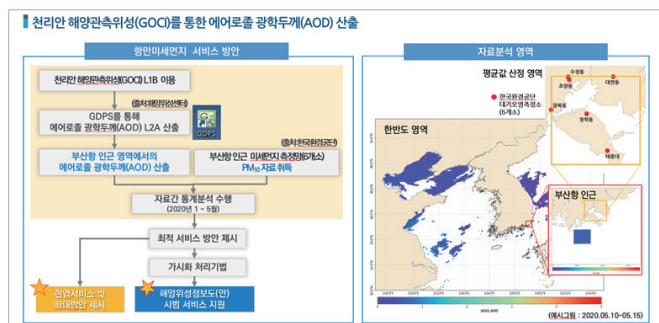 천리안 해양관측위성(GOCI)를 통한 에어로졸 광학두께(AOD) 산출
항만미세먼지 서비스 방안
천리안 해양관측위성(GOCI) L1B 이용
(출처:해양위성센터)
GDPS를 통해
에어로졸 광학두께(AOD) L2A 산출
GDPS
(출처:한국환경공단)
부산항 인근 영역에서의
에어로졸 광학두께(AOD) 산출
부산항 인근 미세먼지 측정망(6개소)
PM10 자료 취득
자료간 통계분석 수행
(2020년 1 ~ 5월)
최적 서비스 방안 제시
가시화 처리기법
현업서비스 및
확대방안 제시
해양위성정보도(안)
시범 서비스 지원
자료분석 영역
평균값 산정 영역
한국환경공단
대기오염측정소
(6개소)
수정동
초량동
대연동
광복동
청학동
태종대
한반도 영역
부산항 인근
(예시그림 : 2020.05.10~05.15)